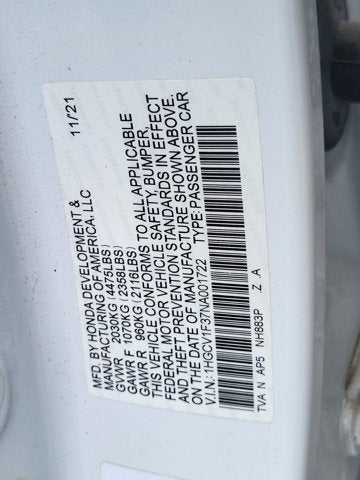 MFD. BY HONDA DEVELOPMENT & 11/21
MANUFACTURING OF AMERICA, LLC
GVWR 2030KG (4475LBS)
GAWR F 1070KG (2358LBS)
GAWR R 960KG (2116LBS)
THIS VEHICLE CONFORMS TO ALL APPLICABLE
FEDERAL MOTOR VEHICLE SAFETY, BUMPER,
AND THEFT PREVENTION STANDARDS IN EFFECT
ON THE DATE OF MANUFACTURE SHOWN ABOVE.
V.I.N.:1HGCV1F37NA001722 TYPE:PASSENGER CAR
TVA N AP5 NH883P Z A